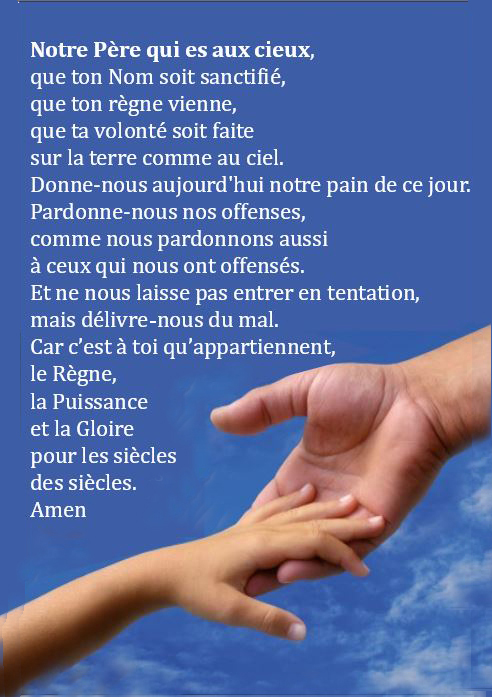 Notre Père qui es aux cieux,
que ton Nom soit sanctifié,
que ton règne vienne,
que ta volonté soit faite
sur la terre comme au ciel.
Donne-nous aujourd'hui notre pain de ce jour.
Pardonne-nous nos offenses,
comme nous pardonnons aussi
à ceux qui nous ont offensés.
Et ne nous laisse pas entrer en tentation,
mais délivre-nous du mal.
Car c’est à toi qu’appartiennent,
le Règne,
la Puissance
et la Gloire
pour les siècles
des siècles.
Amen